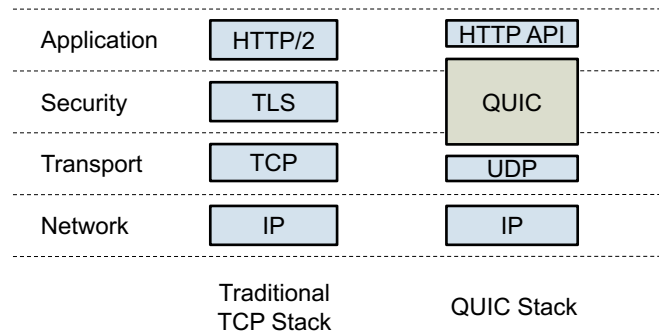 Application HTTP/2 HTTP API
Security TLS QUIC
Transport TCP UDP
Network IP IP
Traditional
TCP Stack
QUIC Stack